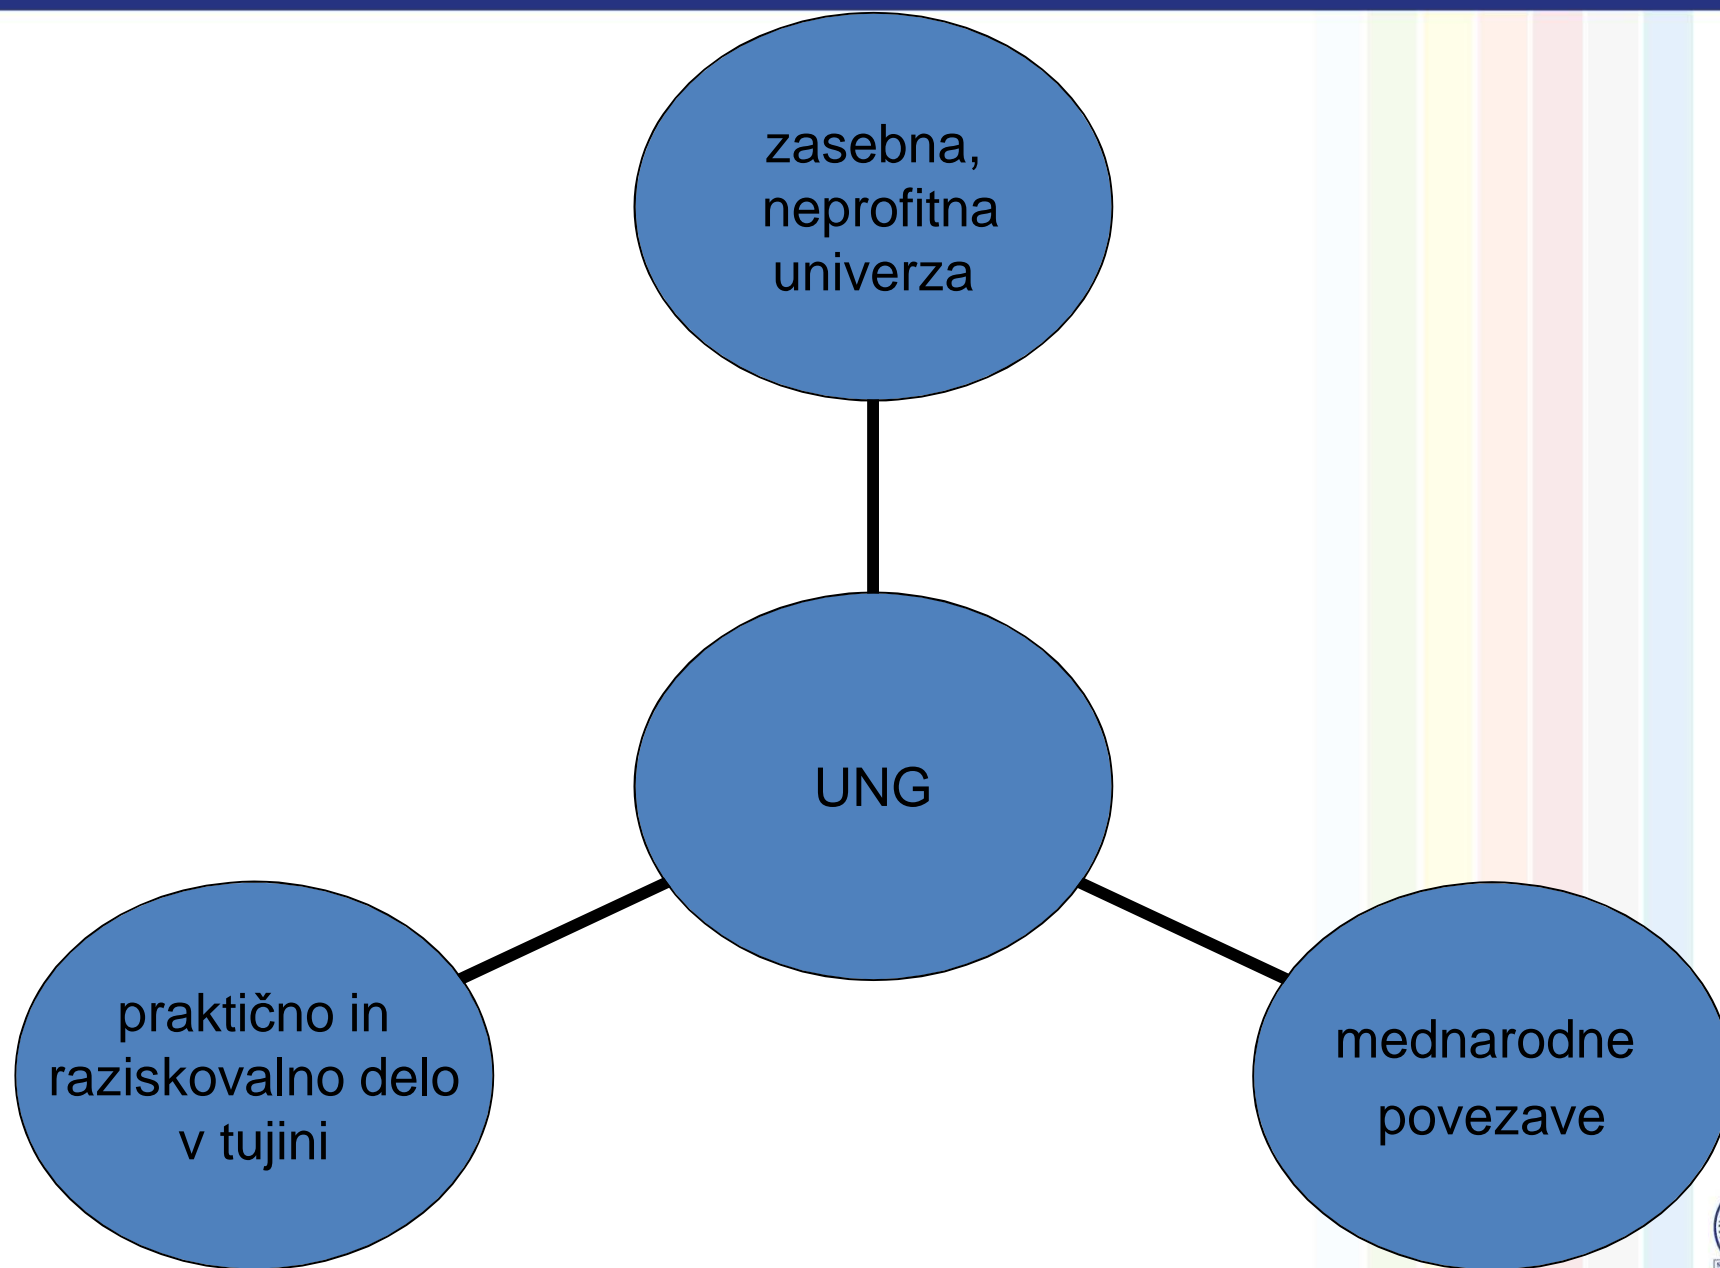 zasebna,
neprofitna
univerza
UNG
praktično in
raziskovalno delo
v tujini
mednarodne
povezave